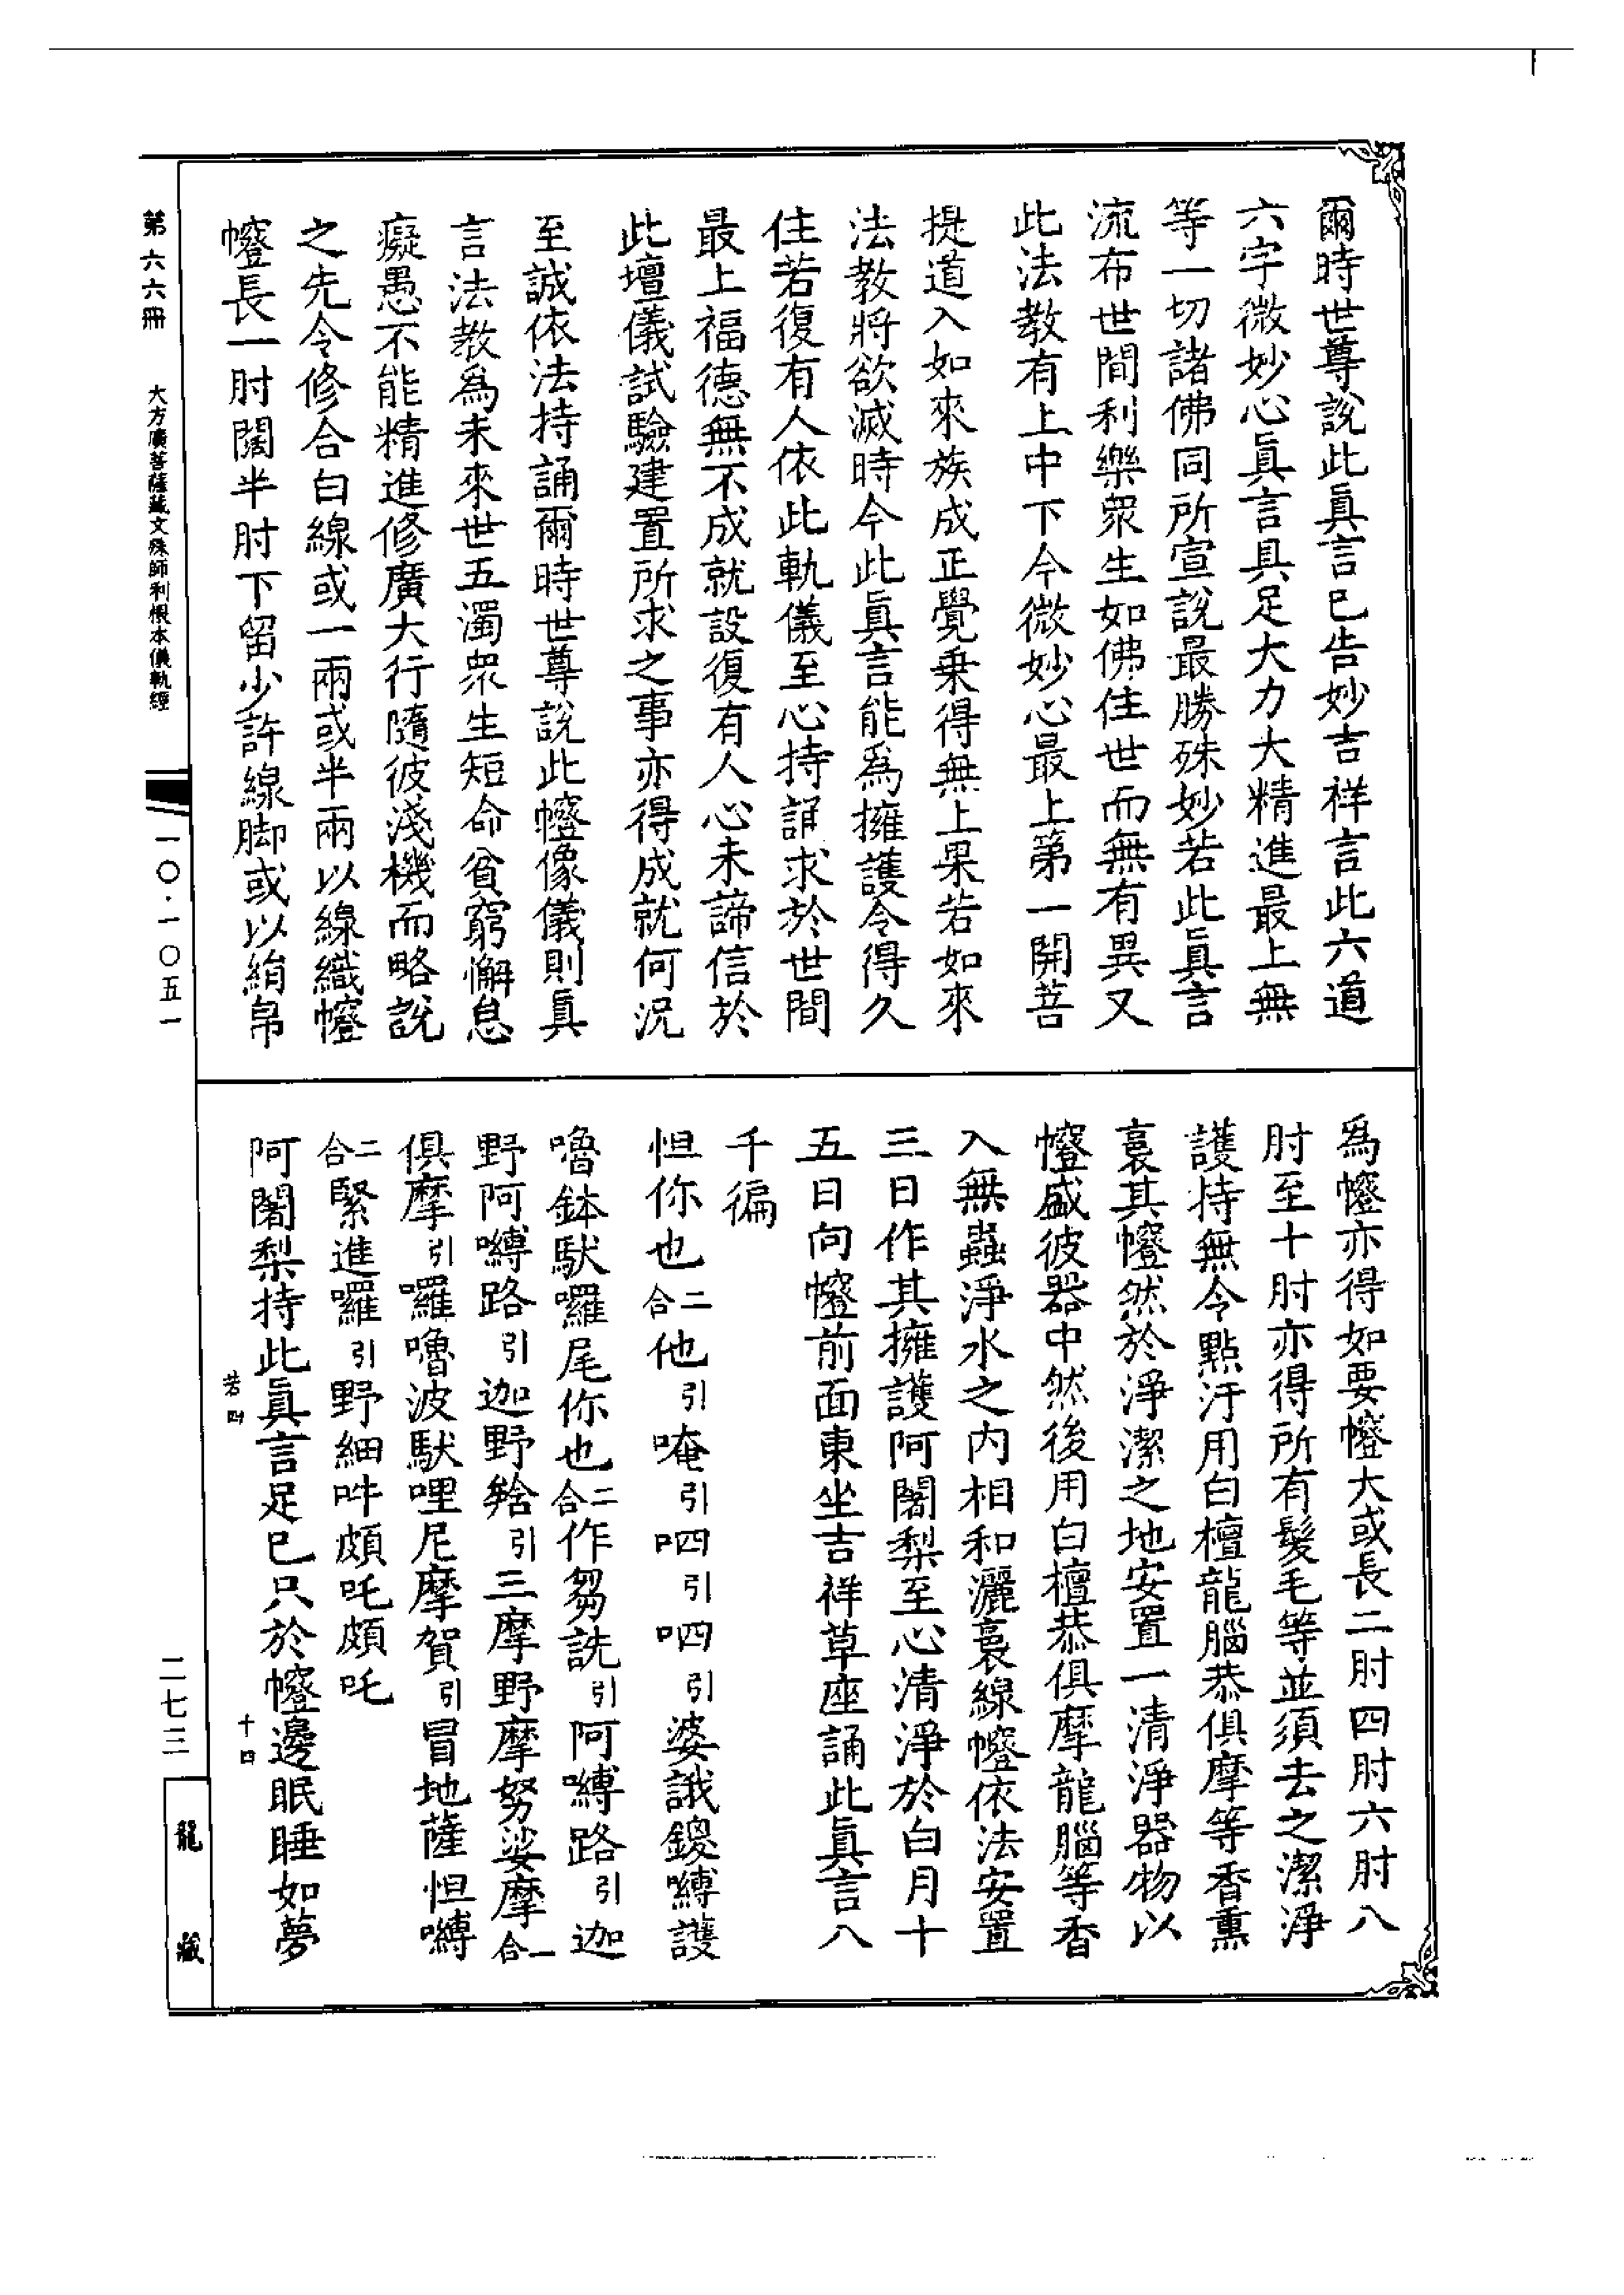 爾時世尊說此眞言已告妙吉祥言此六道
六字微妙心眞言具足大力大精進最上無
等一切諸佛同所宣說最勝殊妙若此眞言
流布世間利樂衆生如佛住世而無有異又
此法教有上中下今微妙心最上第一開菩
提道入如來族成正覺乗得無上果若如來
法教將欲滅時今此眞言能爲擁護令得久
住若復有人依此軌儀至心持誦求於世間
最上福德無不成就設復有人心未諦信於
此壇儀試驗建置所求之事亦得成就何況
至誠依法持誦爾時世尊說此㡧像儀則眞
言法教爲未來世五濁衆生短命貧窮懈怠
癡愚不能精進修廣大行隨彼淺機而略說
之先令修合白線或一兩或半兩以線織㡧
㡧長一肘闊半肘下留少許線脚或以絹帛
爲㡧亦得如要㡧大或長二肘四肘六肘八
肘至十肘亦得所有髮毛等並須去之潔淨
護持無令點汙用白檀龍腦恭俱摩等香熏
裛其㡧然於淨潔之地安置一清淨器物以
㡧盛彼器中然後用白檀恭俱摩龍腦等香
入無蟲淨水之內相和灑裛線㡧依法安置
三日作其擁護阿闍梨至心清淨於白月十
五日向㡧前面東坐吉祥草座誦此眞言八
千徧
怛你也二合他引唵引呬引呬引婆誐鑁嚩護
嚕鉢馱囉尾你也二合作芻詵引阿嚩路引迦
野阿嚩路引迦野𤚥引三摩野摩努娑摩一合
俱摩引囉嚕波馱哩尼摩賀引冒地薩怛嚩
二合緊進囉引野細吽頗吒頗吒
阿闍梨持此眞言足已只於㡧邊眠睡如夢
第六六冊
大方廣菩薩藏文殊師利根本儀軌經
一〇·一〇五一
二七三
龍藏
若四
十四